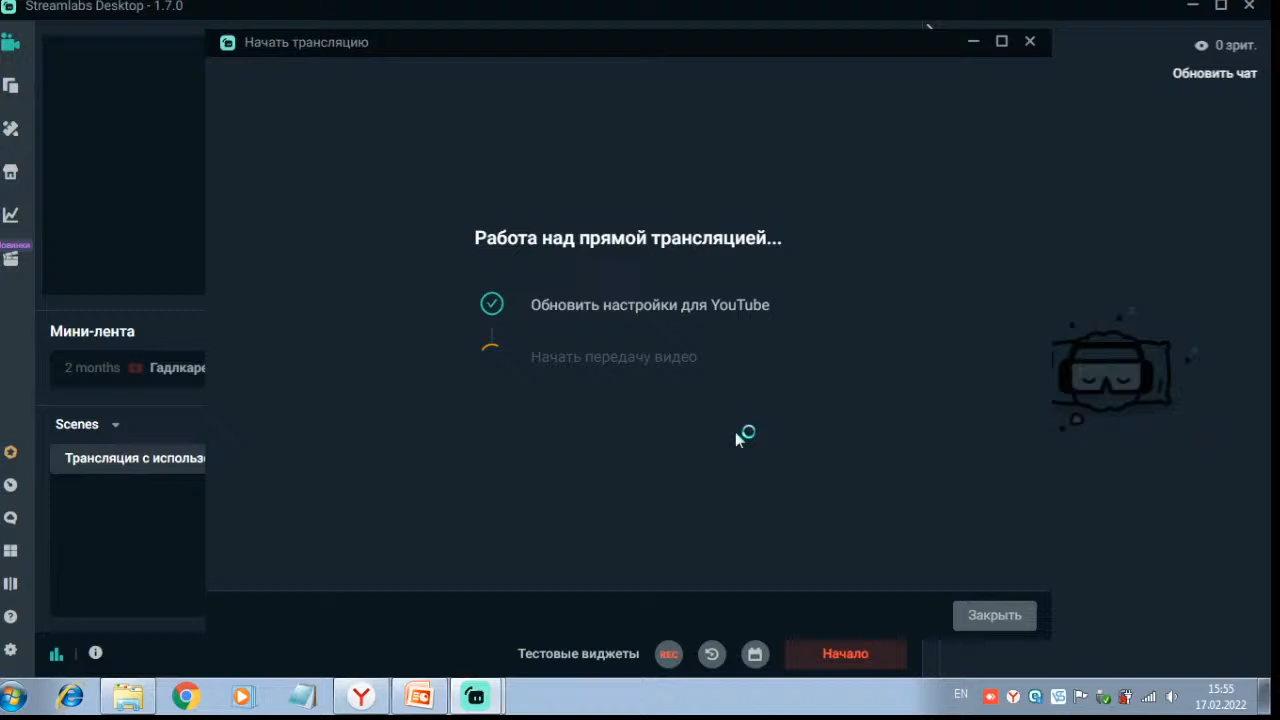 Streamlabs Desktop - 1.7.0
Начать трансляцию
0 зрит.
Обновить чат
Новинки
Работа над прямой трансляцией...
Обновить настройки для YouTube
Начать передачу видео
Мини-лента
2 months Гадлкаре
Scenes
Трансляция с использо
Закрыть
Тестовые виджеты REC Начало
EN 15:55
17.02.2022